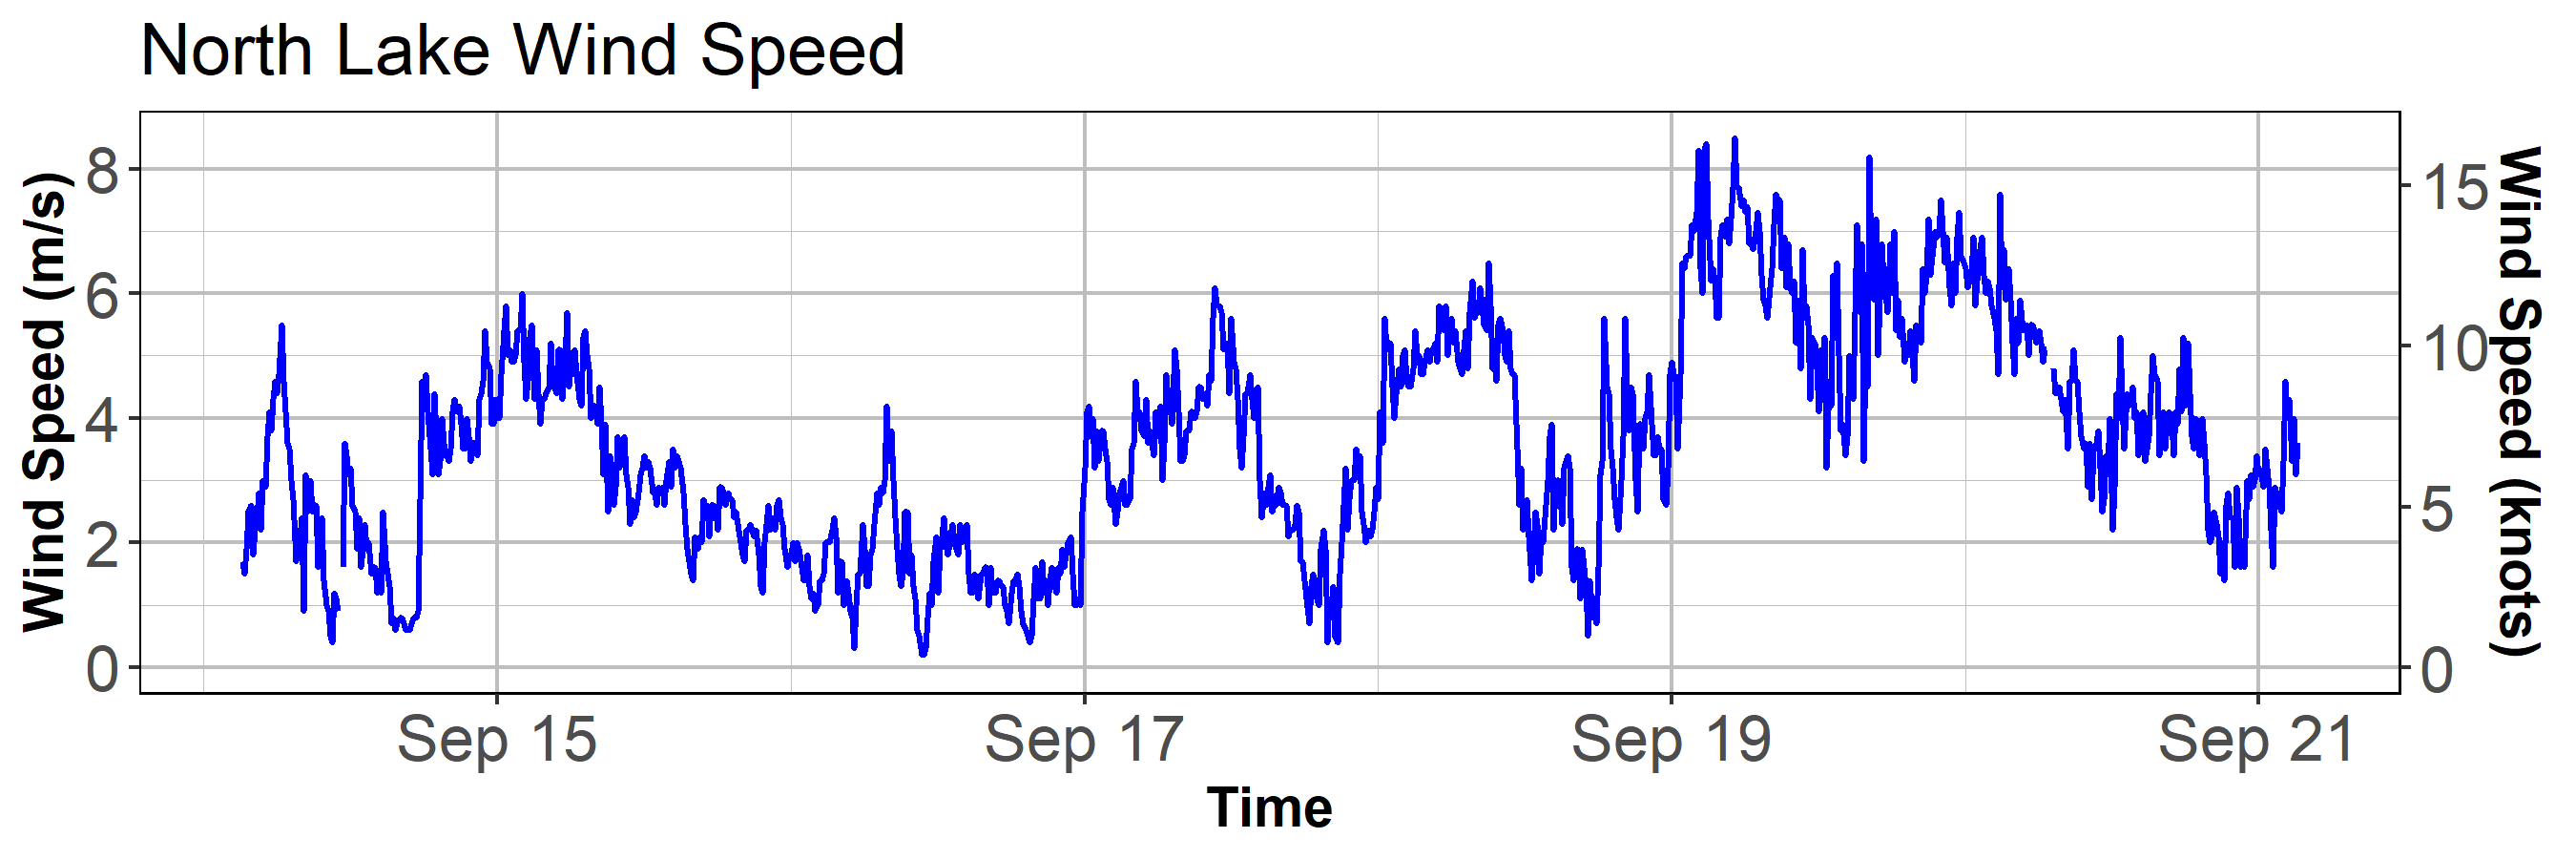 North Lake Wind Speed
Wind Speed (m/s)
8
6
4
2
0
15
10
5
0
Wind Speed (knots)
Sep 15
Sep 17
Sep 19
Sep 21
Time